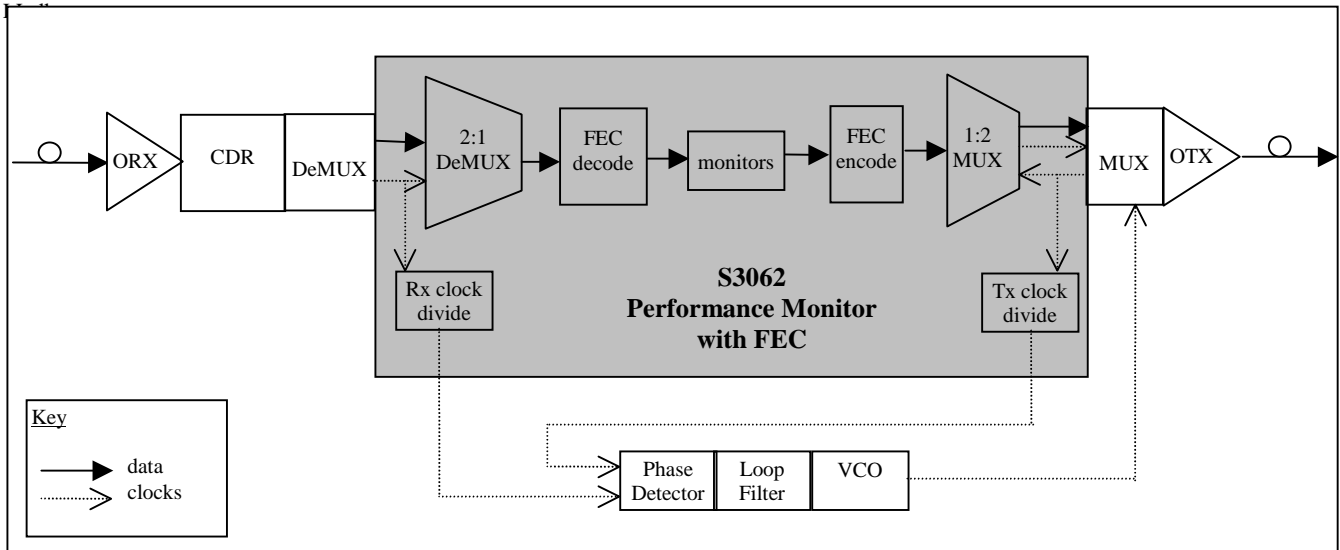 ORX
CDR
DeMUX
2:1
DeMUX
FEC
decode
monitors
FEC
encode
1:2
MUX
MUX
OTX
Rx clock
divide
S3062
Performance Monitor
with FEC
Tx clock
divide
Key
data
clocks
Phase
Detector
Loop
Filter
VCO